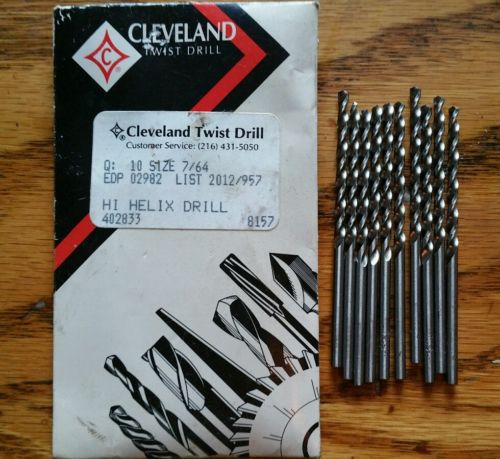 CLEVELAND
TWIST DRILL
C
Cleveland Twist Drill
Customer Service: (216) 431-5050
Q: 10 SIZE 7/64
EDP 02982 LIST 2012/957
HI HELIX DRILL
402833 8157